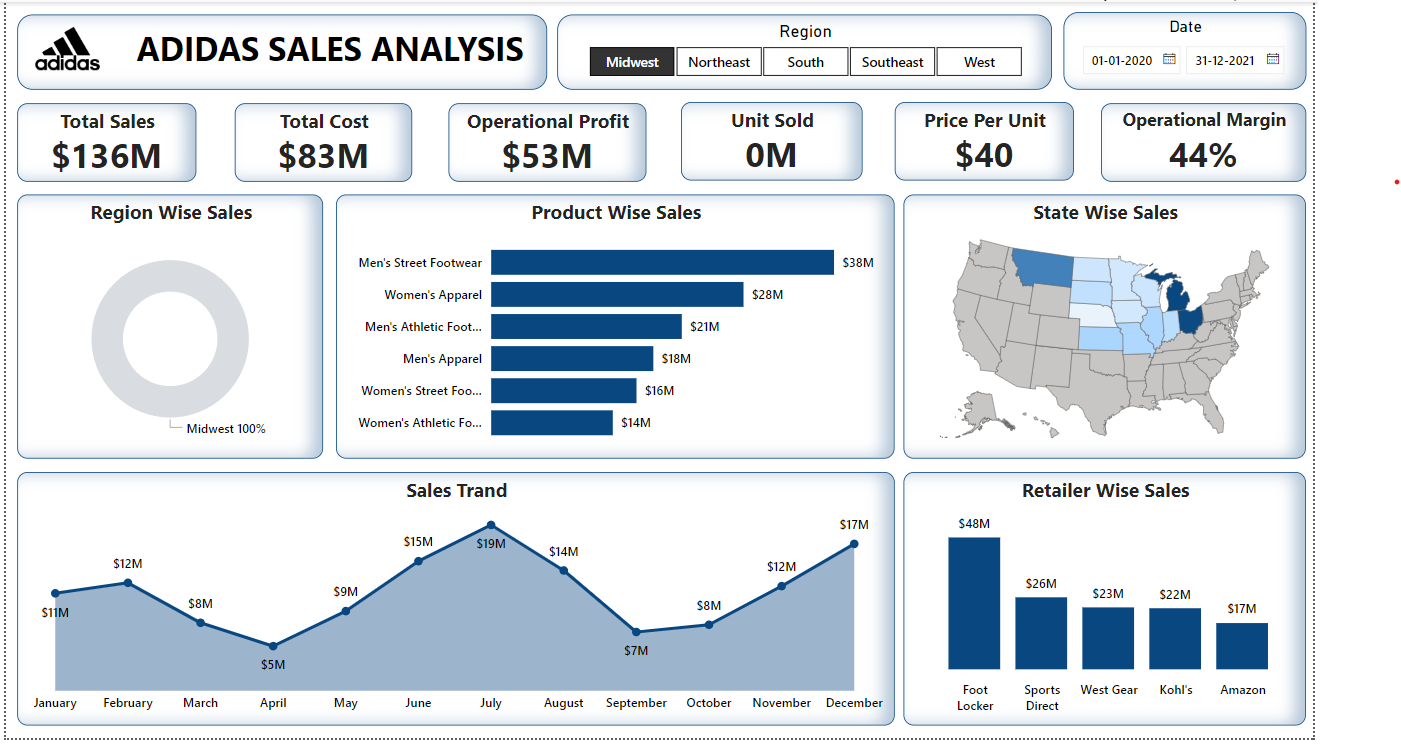 adidas
ADIDAS SALES ANALYSIS
Region
Midwest
Northeast
South
Southeast
West
Date
01-01-2020
31-12-2021
Total Sales
$136M
Total Cost
$83M
Operational Profit
$53M
Unit Sold
0M
Price Per Unit
$40
Operational Margin
44%
Region Wise Sales
Midwest 100%
Product Wise Sales
Men's Street Footwear $38M
Women's Apparel $28M
Men's Athletic Foot... $21M
Men's Apparel $18M
Women's Street Foo... $16M
Women's Athletic Fo... $14M
State Wise Sales
Sales Trand
$11M
$12M
$8M
$5M
$9M
$15M
$19M
$14M
$7M
$8M
$12M
$17M
January February March April May June July August September October November December
Retailer Wise Sales
$48M
$26M
$23M
$22M
$17M
Foot
Locker
Sports
Direct
West Gear
Kohl's
Amazon